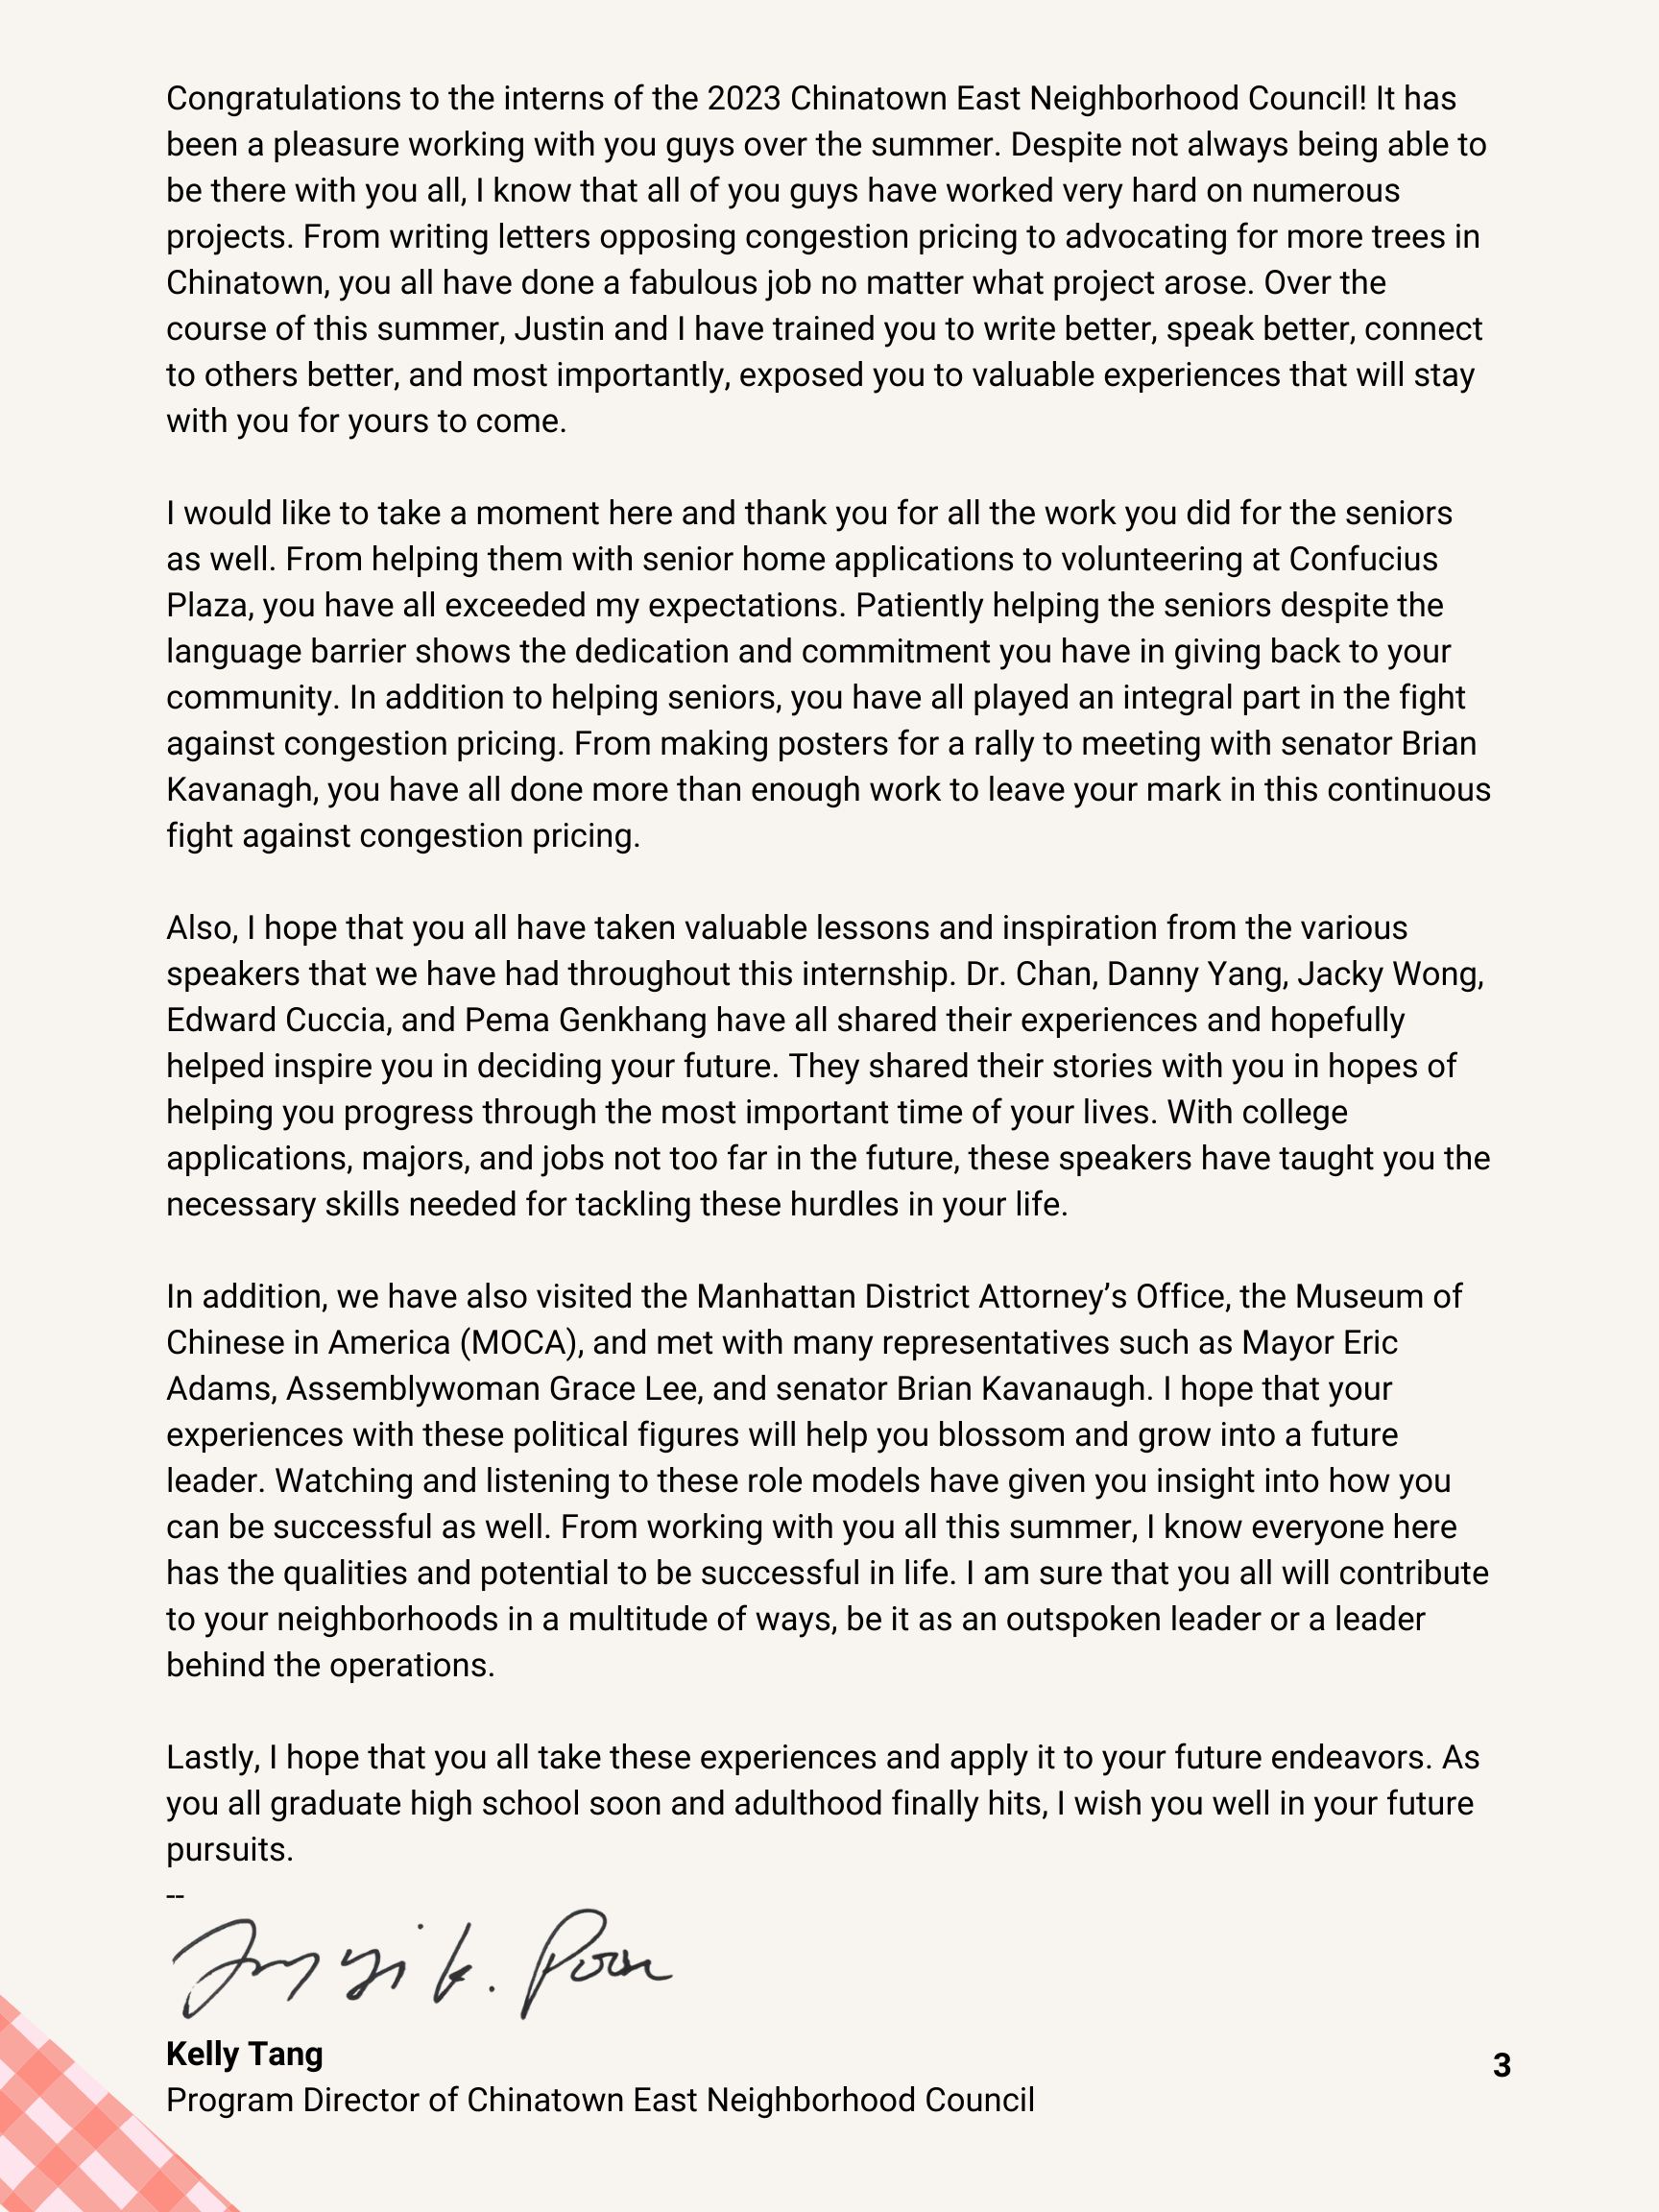 Congratulations to the interns of the 2023 Chinatown East Neighborhood Council! It has
been a pleasure working with you guys over the summer. Despite not always being able to
be there with you all, I know that all of you guys have worked very hard on numerous
projects. From writing letters opposing congestion pricing to advocating for more trees in
Chinatown, you all have done a fabulous job no matter what project arose. Over the
course of this summer, Justin and I have trained you to write better, speak better, connect
to others better, and most importantly, exposed you to valuable experiences that will stay
with you for yours to come.
I would like to take a moment here and thank you for all the work you did for the seniors
as well. From helping them with senior home applications to volunteering at Confucius
Plaza, you have all exceeded my expectations. Patiently helping the seniors despite the
language barrier shows the dedication and commitment you have in giving back to your
community. In addition to helping seniors, you have all played an integral part in the fight
against congestion pricing. From making posters for a rally to meeting with senator Brian
Kavanagh, you have all done more than enough work to leave your mark in this continuous
fight against congestion pricing.
Also, I hope that you all have taken valuable lessons and inspiration from the various
speakers that we have had throughout this internship. Dr. Chan, Danny Yang, Jacky Wong,
Edward Cuccia, and Pema Genkhang have all shared their experiences and hopefully
helped inspire you in deciding your future. They shared their stories with you in hopes of
helping you progress through the most important time of your lives. With college
applications, majors, and jobs not too far in the future, these speakers have taught you the
necessary skills needed for tackling these hurdles in your life.
In addition, we have also visited the Manhattan District Attorney’s Office, the Museum of
Chinese in America (MOCA), and met with many representatives such as Mayor Eric
Adams, Assemblywoman Grace Lee, and senator Brian Kavanaugh. I hope that your
experiences with these political figures will help you blossom and grow into a future
leader. Watching and listening to these role models have given you insight into how you
can be successful as well. From working with you all this summer, I know everyone here
has the qualities and potential to be successful in life. I am sure that you all will contribute
to your neighborhoods in a multitude of ways, be it as an outspoken leader or a leader
behind the operations.
Lastly, I hope that you all take these experiences and apply it to your future endeavors. As
you all graduate high school soon and adulthood finally hits, I wish you well in your future
pursuits.
--
Kelly Tang
Program Director of Chinatown East Neighborhood Council
3